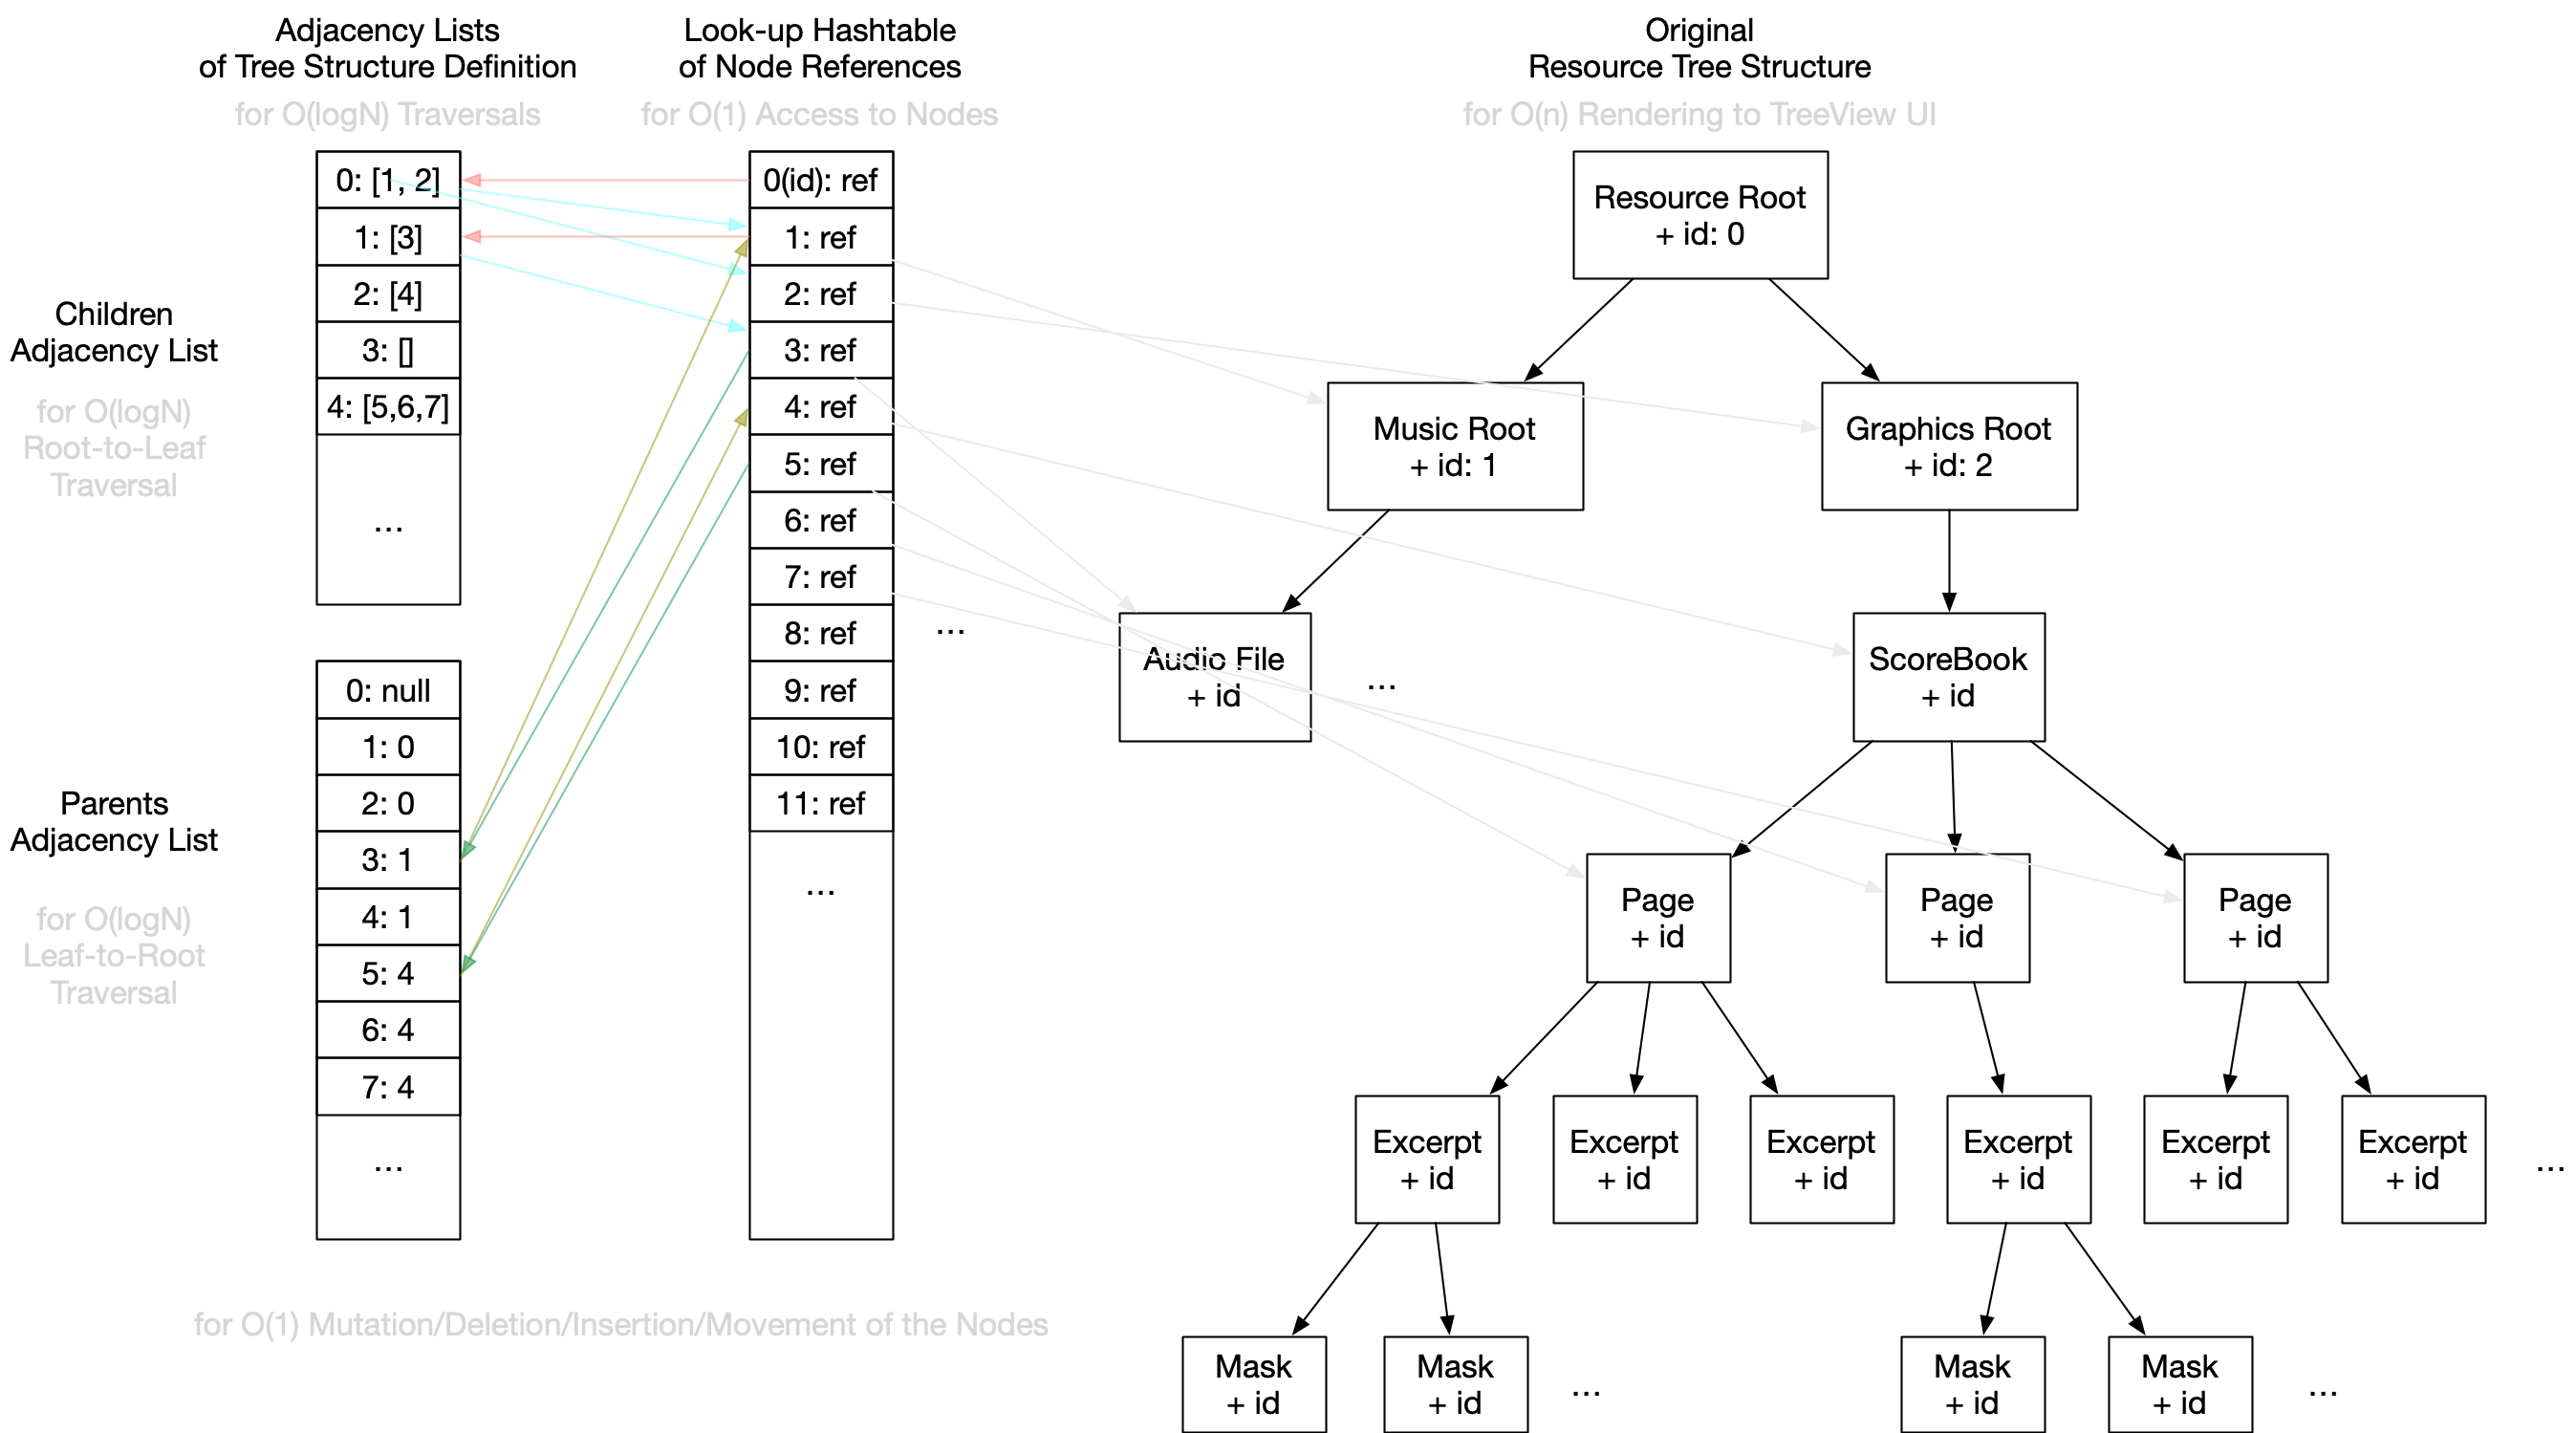 Adjacency Lists
of Tree Structure Definition
for O(logN) Traversals
Look-up Hashtable
of Node References
for O(1) Access to Nodes
Original
Resource Tree Structure
for O(n) Rendering to TreeView UI
Children
Adjacency List
for O(logN)
Root-to-Leaf
Traversal
0: [1, 2]
1: [3]
2: [4]
3: []
4: [5,6,7]
...
Parents
Adjacency List
for O(logN)
Leaf-to-Root
Traversal
0: null
1: 0
2: 0
3: 1
4: 1
5: 4
6: 4
7: 4
...
0(id): ref
1: ref
2: ref
3: ref
4: ref
5: ref
6: ref
7: ref
8: ref
9: ref
10: ref
11: ref
...
...
for O(1) Mutation/Deletion/Insertion/Movement of the Nodes
Resource Root
+ id: 0
Music Root
+ id: 1
Graphics Root
+ id: 2
Audio File
+ id
...
ScoreBook
+ id
Page
+ id
Page
+ id
Page
+ id
Excerpt
+ id
Excerpt
+ id
Excerpt
+ id
Excerpt
+ id
Excerpt
+ id
Excerpt
+ id
...
Mask
+ id
Mask
+ id
...
Mask
+ id
Mask
+ id
...